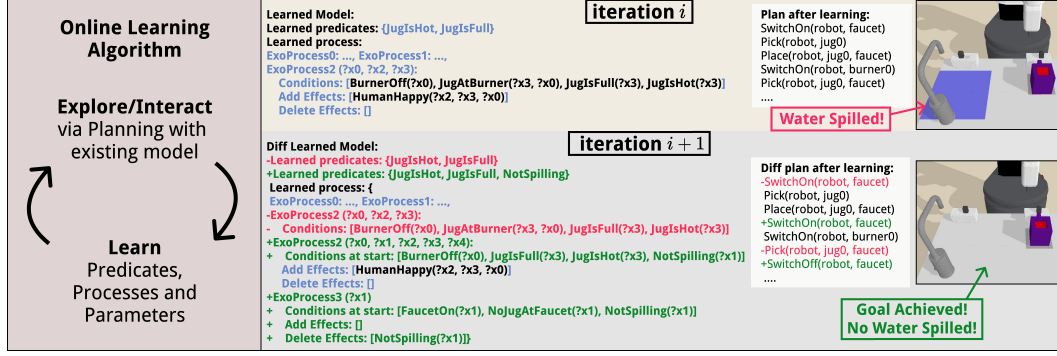 Online Learning
Algorithm
Explore/Interact
via Planning with
existing model
Learn
Predicates,
Processes and
Parameters
iteration i
Learned Model:
Learned predicates: {JugIsHot, JugIsFull}
Learned process:
ExoProcess0: ..., ExoProcess1: ...,
ExoProcess2 (?x0, ?x2, ?x3):
Conditions: [BurnerOff(?x0), JugAtBurner(?x3, ?x0), JugIsFull(?x3), JugIsHot(?x3)]
Add Effects: [HumanHappy(?x2, ?x3, ?x0)]
Delete Effects: []
Plan after learning:
SwitchOn(robot, faucet)
Pick(robot, jug0)
Place(robot, jug0, faucet)
SwitchOn(robot, burner0)
Pick(robot, jug0, faucet)
....
Water Spilled!
iteration i + 1
Diff Learned Model:
-Learned predicates: {JugIsHot, JugIsFull}
+Learned predicates: {JugIsHot, JugIsFull, NotSpilling}
Learned process: {
ExoProcess0: ..., ExoProcess1: ...,
-ExoProcess2 (?x0, ?x2, ?x3):
- Conditions: [BurnerOff(?x0), JugAtBurner(?x3, ?x0), JugIsFull(?x3), JugIsHot(?x3)]
+ExoProcess2 (?x0, ?x1, ?x2, ?x3, ?x4):
+ Conditions at start: [BurnerOff(?x0), JugIsFull(?x3), JugIsHot(?x3), NotSpilling(?x1)]
Add Effects: [HumanHappy(?x2, ?x3, ?x0)]
Delete Effects: []
+ExoProcess3 (?x1)
+ Conditions at start: [FaucetOn(?x1), NoJugAtFaucet(?x1), NotSpilling(?x1)]
+ Add Effects: []
+ Delete Effects: [NotSpilling(?x1)]}
Diff plan after learning:
-SwitchOn(robot, faucet)
Pick(robot, jug0)
Place(robot, jug0, faucet)
+SwitchOn(robot, faucet)
SwitchOn(robot, burner0)
-Pick(robot, jug0, faucet)
+SwitchOff(robot, faucet)
....
Goal Achieved!
No Water Spilled!